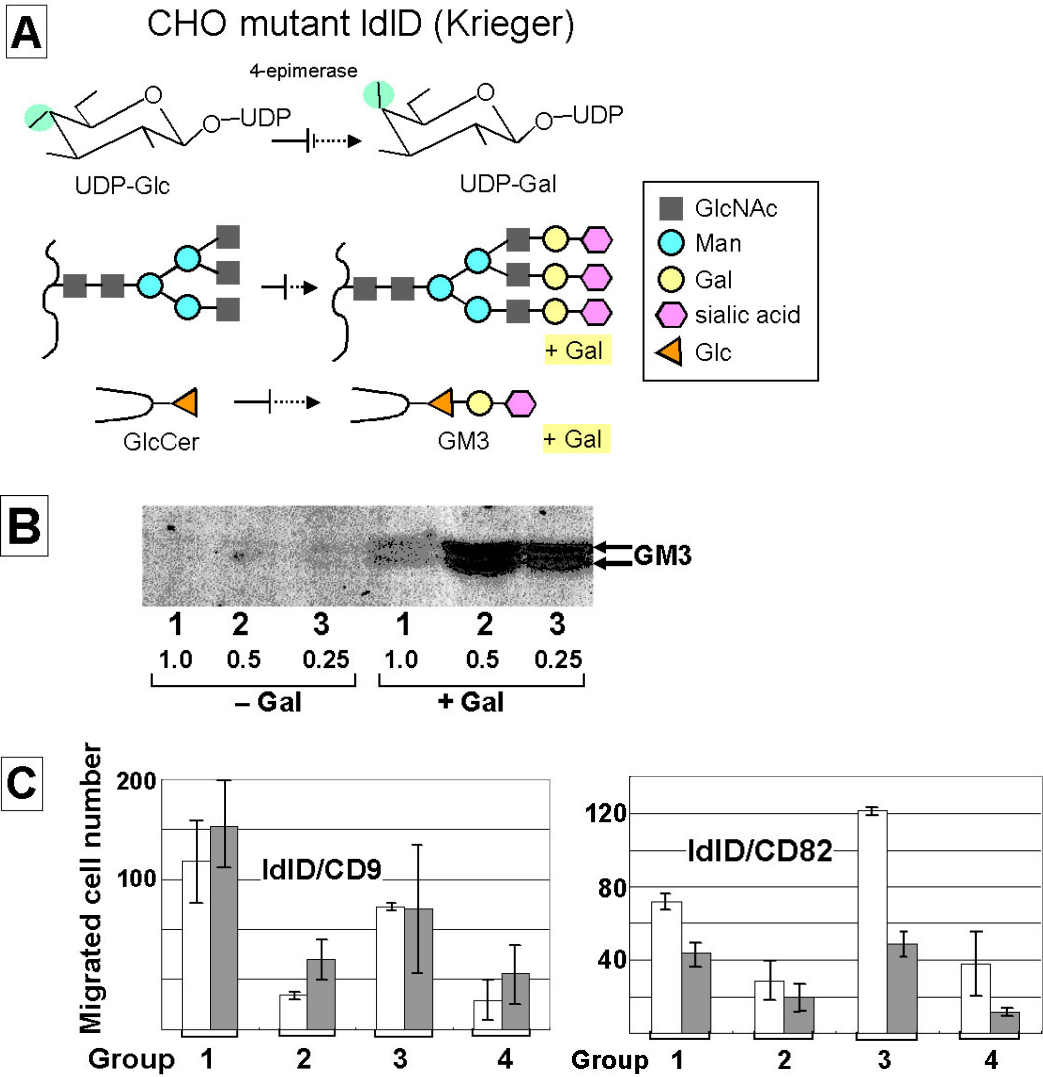 A
CHO mutant ldlD (Krieger)
4-epimerase
O
O
O–UDP
O–UDP
UDP-Glc
UDP-Gal
GlcNAc
Man
Gal
sialic acid
Glc
+ Gal
GlcCer
GM3
+ Gal
B
GM3
1 2 3 1 2 3
1.0 0.5 0.25 1.0 0.5 0.25
– Gal + Gal
C
Migrated cell number
200
100
ldlD/CD9
Group 1 2 3 4
120
80
40
ldlD/CD82
Group 1 2 3 4